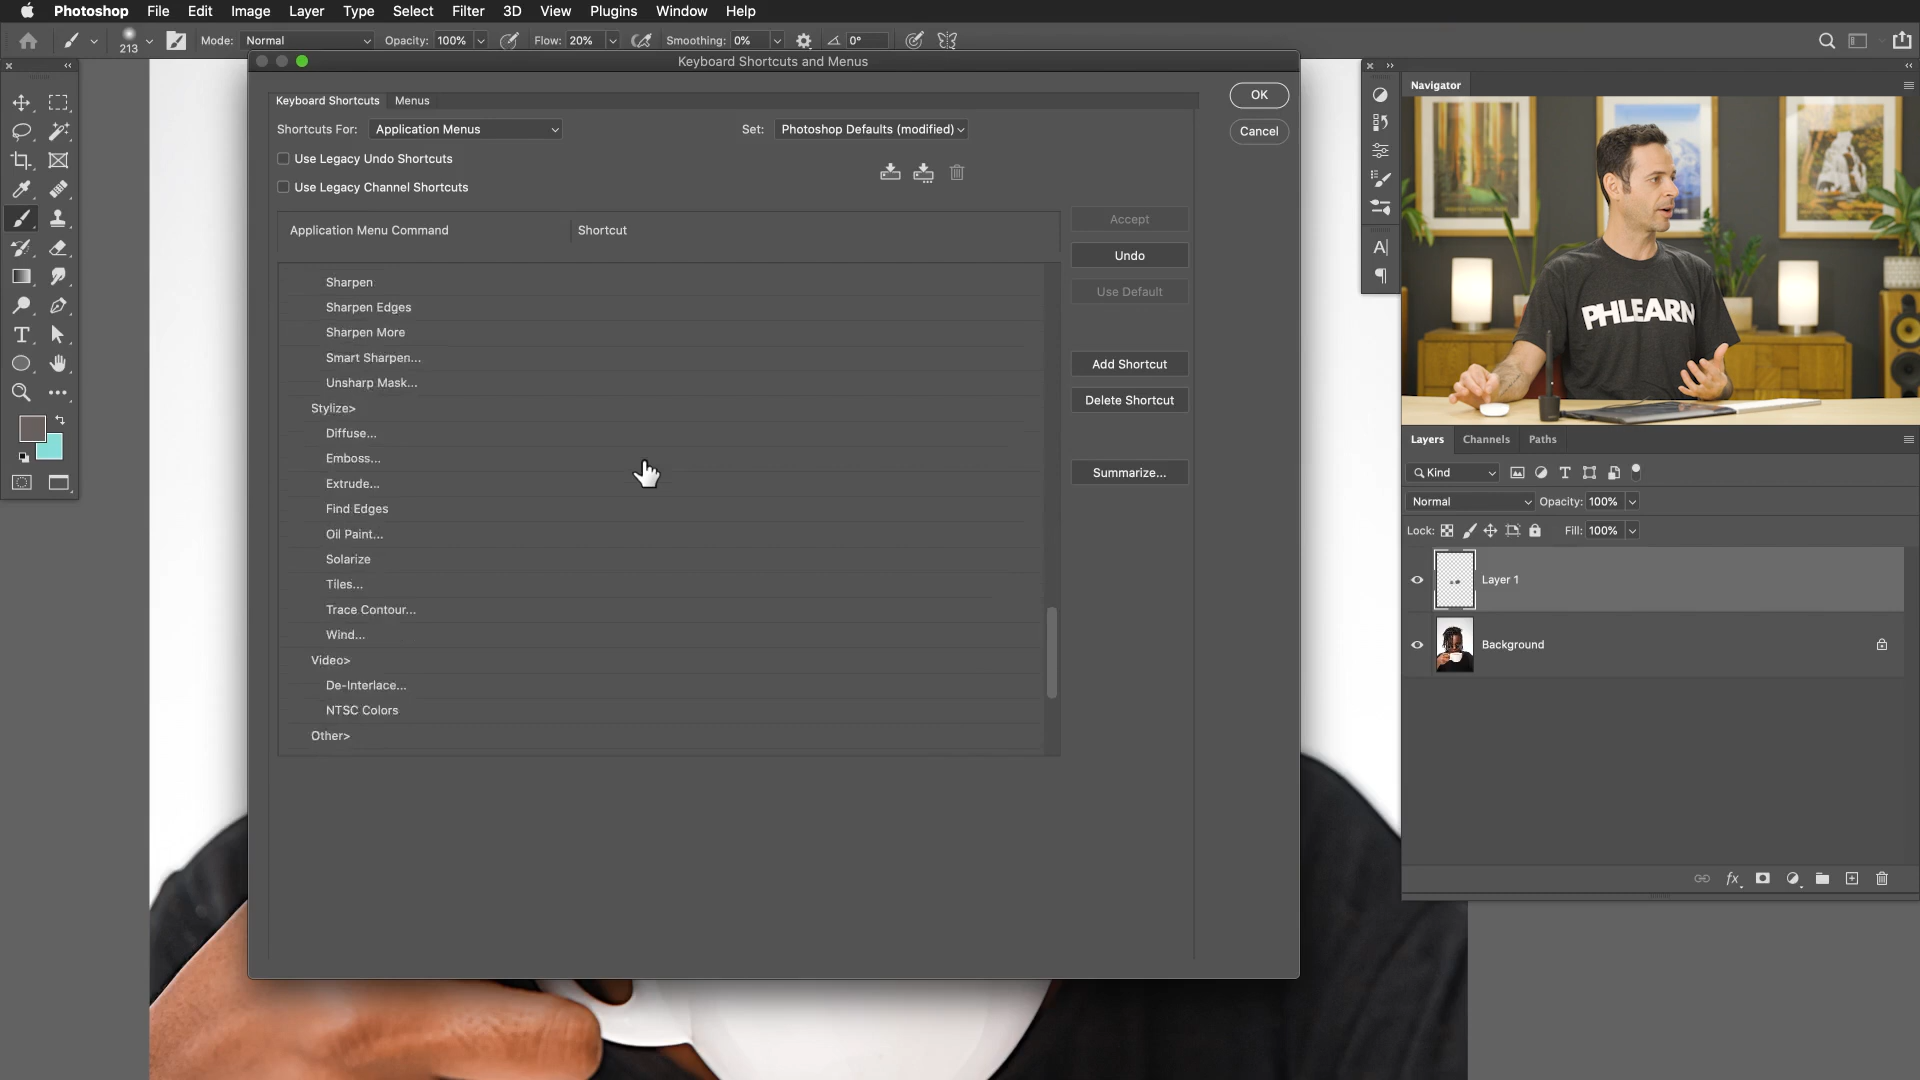 Photoshop File Edit Image Layer Type Select Filter 3D View Plugins Window Help
213 Mode: Normal Opacity: 100% Flow: 20% Smoothing: 0% 0°
Keyboard Shortcuts and Menus
Keyboard Shortcuts Menus
Shortcuts For: Application Menus Set: Photoshop Defaults (modified)
Use Legacy Undo Shortcuts
Use Legacy Channel Shortcuts
OK
Cancel
Application Menu Command Shortcut
Sharpen
Sharpen Edges
Sharpen More
Smart Sharpen...
Unsharp Mask...
Stylize>
Diffuse...
Emboss...
Extrude...
Find Edges
Oil Paint...
Solarize
Tiles...
Trace Contour...
Wind...
Video>
De-Interlace...
NTSC Colors
Other>
Accept
Undo
Use Default
Add Shortcut
Delete Shortcut
Summarize...
Navigator
PHLEARN
Layers Channels Paths
Kind
Normal Opacity: 100%
Lock: Fill: 100%
Layer 1
Background